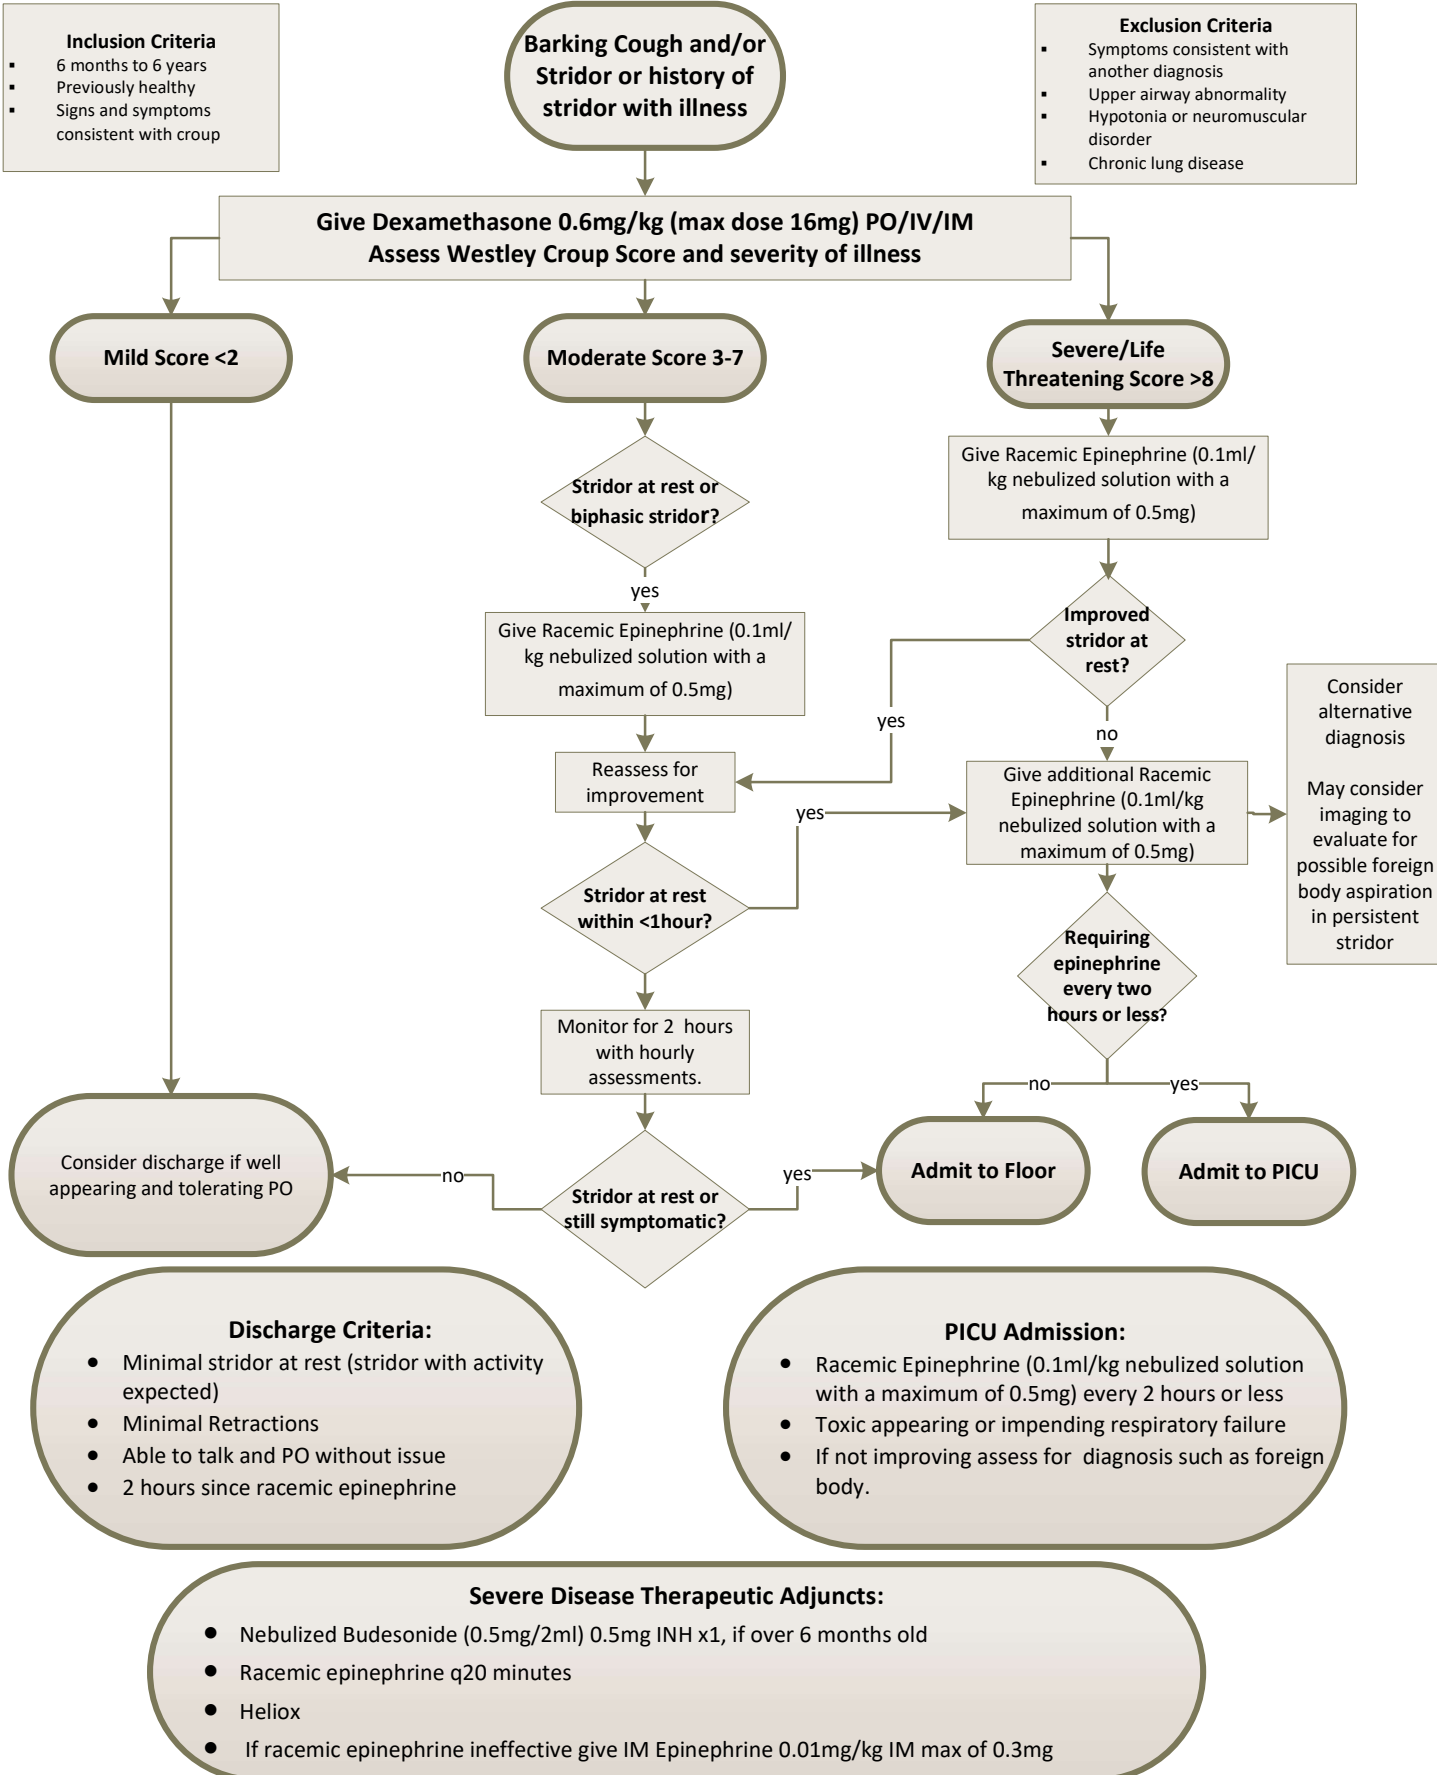 Inclusion Criteria
▪ 6 months to 6 years
▪ Previously healthy
▪ Signs and symptoms
consistent with croup
Barking Cough and/or
Stridor or history of
stridor with illness
Exclusion Criteria
▪ Symptoms consistent with
another diagnosis
▪ Upper airway abnormality
▪ Hypotonia or neuromuscular
disorder
▪ Chronic lung disease
Give Dexamethasone 0.6mg/kg (max dose 16mg) PO/IV/IM
Assess Westley Croup Score and severity of illness
Mild Score <2
Moderate Score 3-7
Severe/Life
Threatening Score >8
Stridor at rest or
biphasic stridor?
yes
Give Racemic Epinephrine (0.1ml/
kg nebulized solution with a
maximum of 0.5mg)
Reassess for
improvement
Stridor at rest
within <1hour?
yes
Monitor for 2 hours
with hourly
assessments.
Stridor at rest or
still symptomatic?
no
yes
Give Racemic Epinephrine (0.1ml/
kg nebulized solution with a
maximum of 0.5mg)
Improved
stridor at
rest?
yes
no
Give additional Racemic
Epinephrine (0.1ml/kg
nebulized solution with a
maximum of 0.5mg)
Consider
alternative
diagnosis
May consider
imaging to
evaluate for
possible foreign
body aspiration
in persistent
stridor
Requiring
epinephrine
every two
hours or less?
no
yes
Consider discharge if well
appearing and tolerating PO
Admit to Floor
Admit to PICU
Discharge Criteria:
● Minimal stridor at rest (stridor with activity
expected)
● Minimal Retractions
● Able to talk and PO without issue
● 2 hours since racemic epinephrine
PICU Admission:
● Racemic Epinephrine (0.1ml/kg nebulized solution
with a maximum of 0.5mg) every 2 hours or less
● Toxic appearing or impending respiratory failure
● If not improving assess for diagnosis such as foreign
body.
Severe Disease Therapeutic Adjuncts:
● Nebulized Budesonide (0.5mg/2ml) 0.5mg INH x1, if over 6 months old
● Racemic epinephrine q20 minutes
● Heliox
● If racemic epinephrine ineffective give IM Epinephrine 0.01mg/kg IM max of 0.3mg